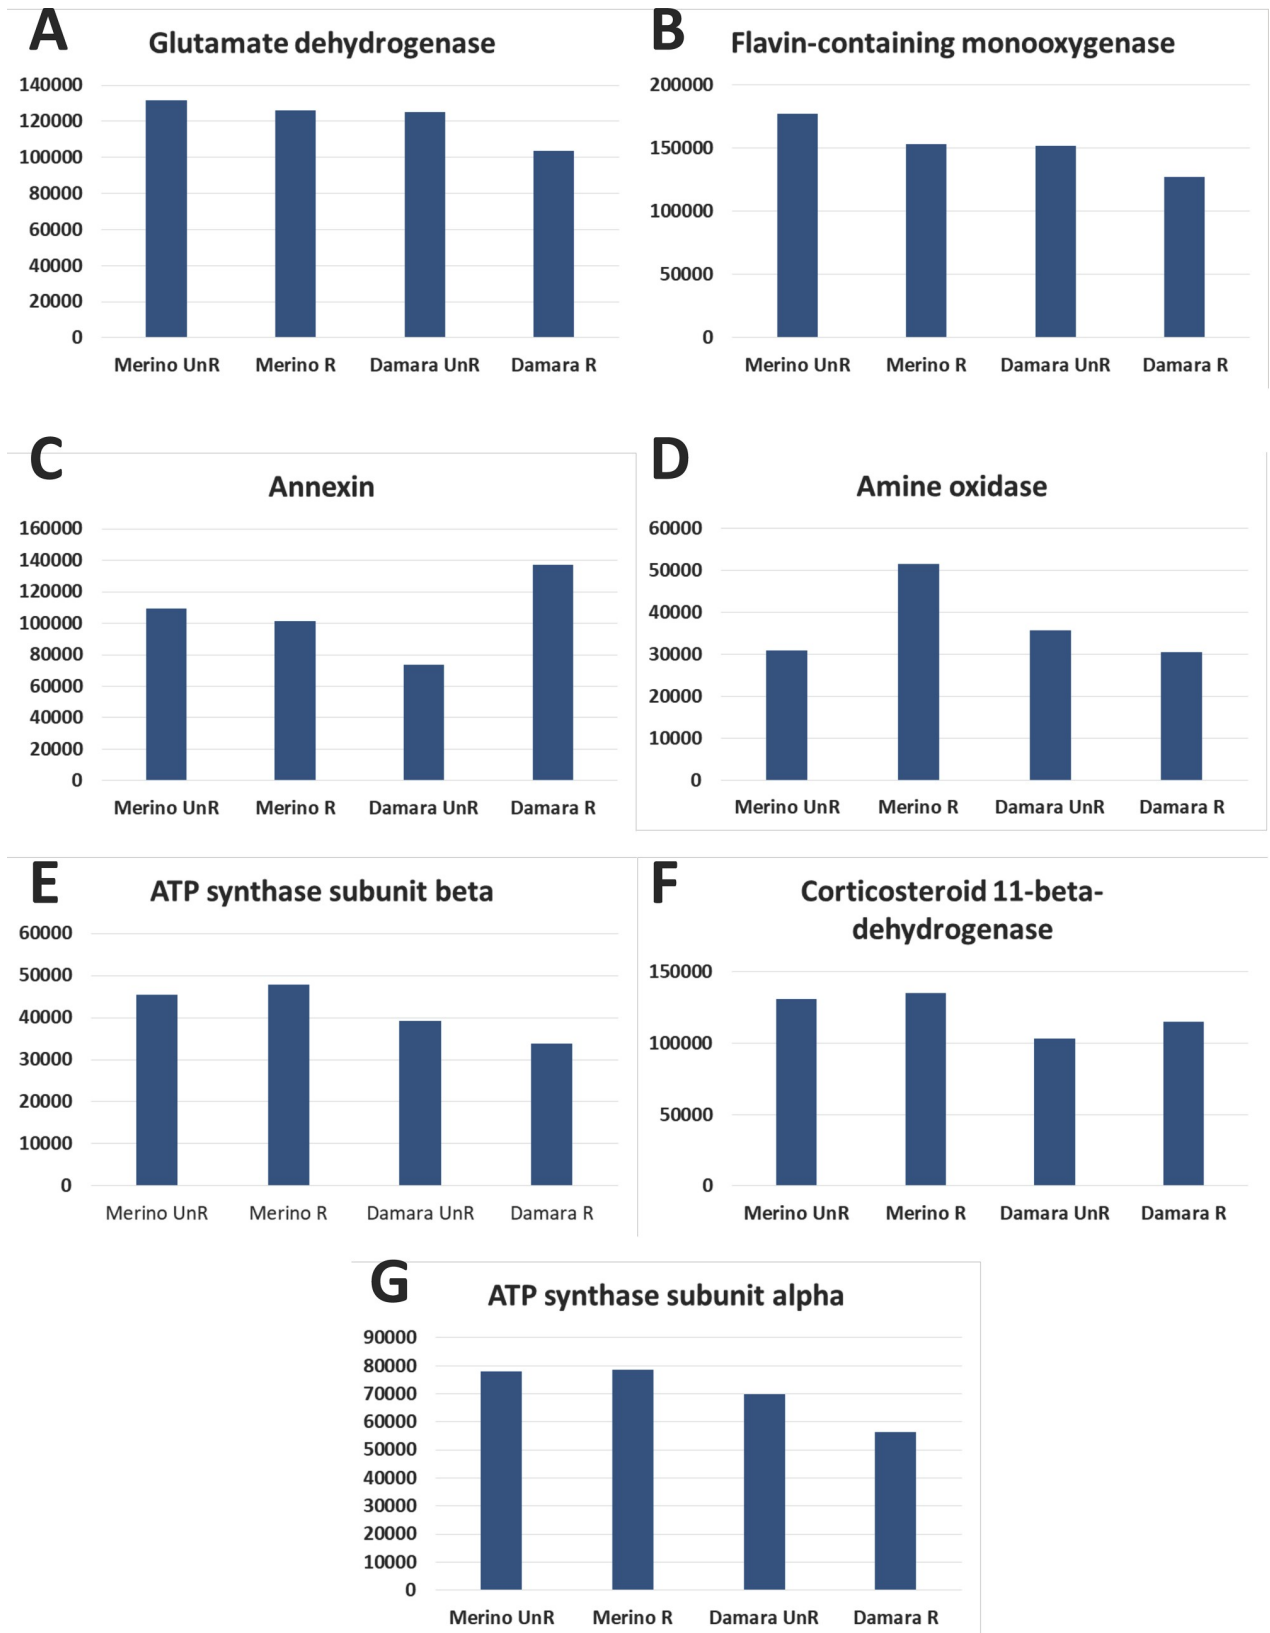 A
Glutamate dehydrogenase
140000
120000
100000
80000
60000
40000
20000
0
Merino UnR Merino R Damara UnR Damara R
B
Flavin-containing monooxygenase
200000
150000
100000
50000
0
Merino UnR Merino R Damara UnR Damara R
C
Annexin
160000
140000
120000
100000
80000
60000
40000
20000
0
Merino UnR Merino R Damara UnR Damara R
D
Amine oxidase
60000
50000
40000
30000
20000
10000
0
Merino UnR Merino R Damara UnR Damara R
E
ATP synthase subunit beta
60000
50000
40000
30000
20000
10000
0
Merino UnR Merino R Damara UnR Damara R
F
Corticosteroid 11-beta-
dehydrogenase
150000
100000
50000
0
Merino UnR Merino R Damara UnR Damara R
G
ATP synthase subunit alpha
90000
80000
70000
60000
50000
40000
30000
20000
10000
0
Merino UnR Merino R Damara UnR Damara R